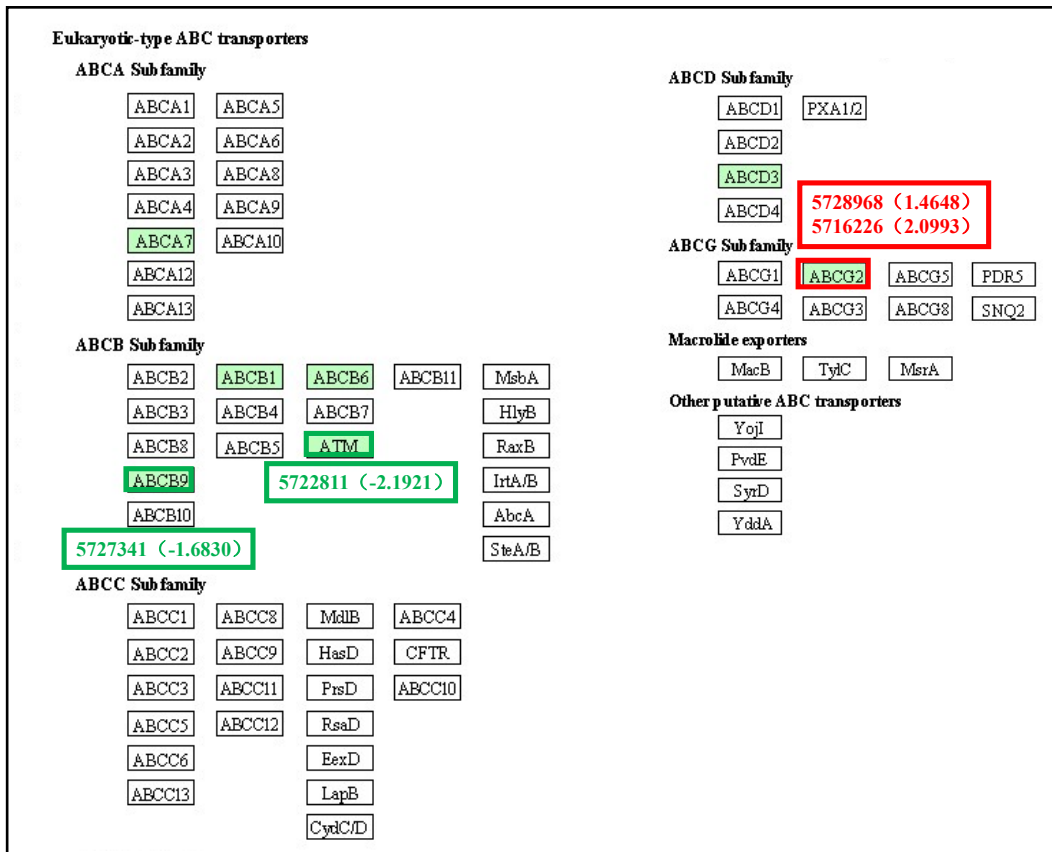 Eukaryotic-type ABC transporters
ABCA Subfamily
ABCA1 ABCA5
ABCA2 ABCA6
ABCA3 ABCA8
ABCA4 ABCA9
ABCA7 ABCA10
ABCA12
ABCA13
ABCB Subfamily
ABCB2 ABCB1 ABCB6 ABCB11 MsbA
ABCB3 ABCB4 ABCB7 HlyB
ABCB8 ABCB5 ATM RaxB
ABCB9 5722811（-2.1921） IrtA/B
ABCB10 AbcA
5727341（-1.6830） SteA/B
ABCC Subfamily
ABCC1 ABCC8 MdlB ABCC4
ABCC2 ABCC9 HasD CFTR
ABCC3 ABCC11 PrsD ABCC10
ABCC5 ABCC12 RsaD
ABCC6 EexD
ABCC13 LapB
CydC/D
ABCD Subfamily
ABCD1 PXA1/2
ABCD2
ABCD3
ABCD4
5728968（1.4648）
5716226（2.0993）
ABCG Subfamily
ABCG1 ABCG2 ABCG5 PDR5
ABCG4 ABCG3 ABCG8 SNQ2
Macrolide exporters
MacB TylC MsrA
Other putative ABC transporters
YojI
PvdE
SyrD
YddA